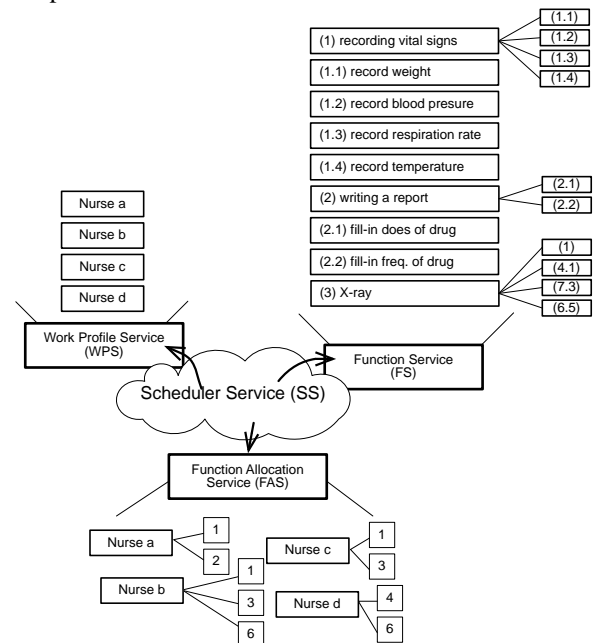 (1) recording vital signs
(1.1)
(1.2)
(1.3)
(1.4)
(1.1) record weight
(1.2) record blood presure
(1.3) record respiration rate
(1.4) record temperature
(2) writing a report
(2.1)
(2.2)
(2.1) fill-in does of drug
(2.2) fill-in freq. of drug
(3) X-ray
(1)
(4.1)
(7.3)
(6.5)
Nurse a
Nurse b
Nurse c
Nurse d
Work Profile Service
(WPS)
Function Service
(FS)
Scheduler Service (SS)
Function Allocation
Service (FAS)
Nurse a
1
2
Nurse b
1
3
6
Nurse c
1
3
Nurse d
4
6